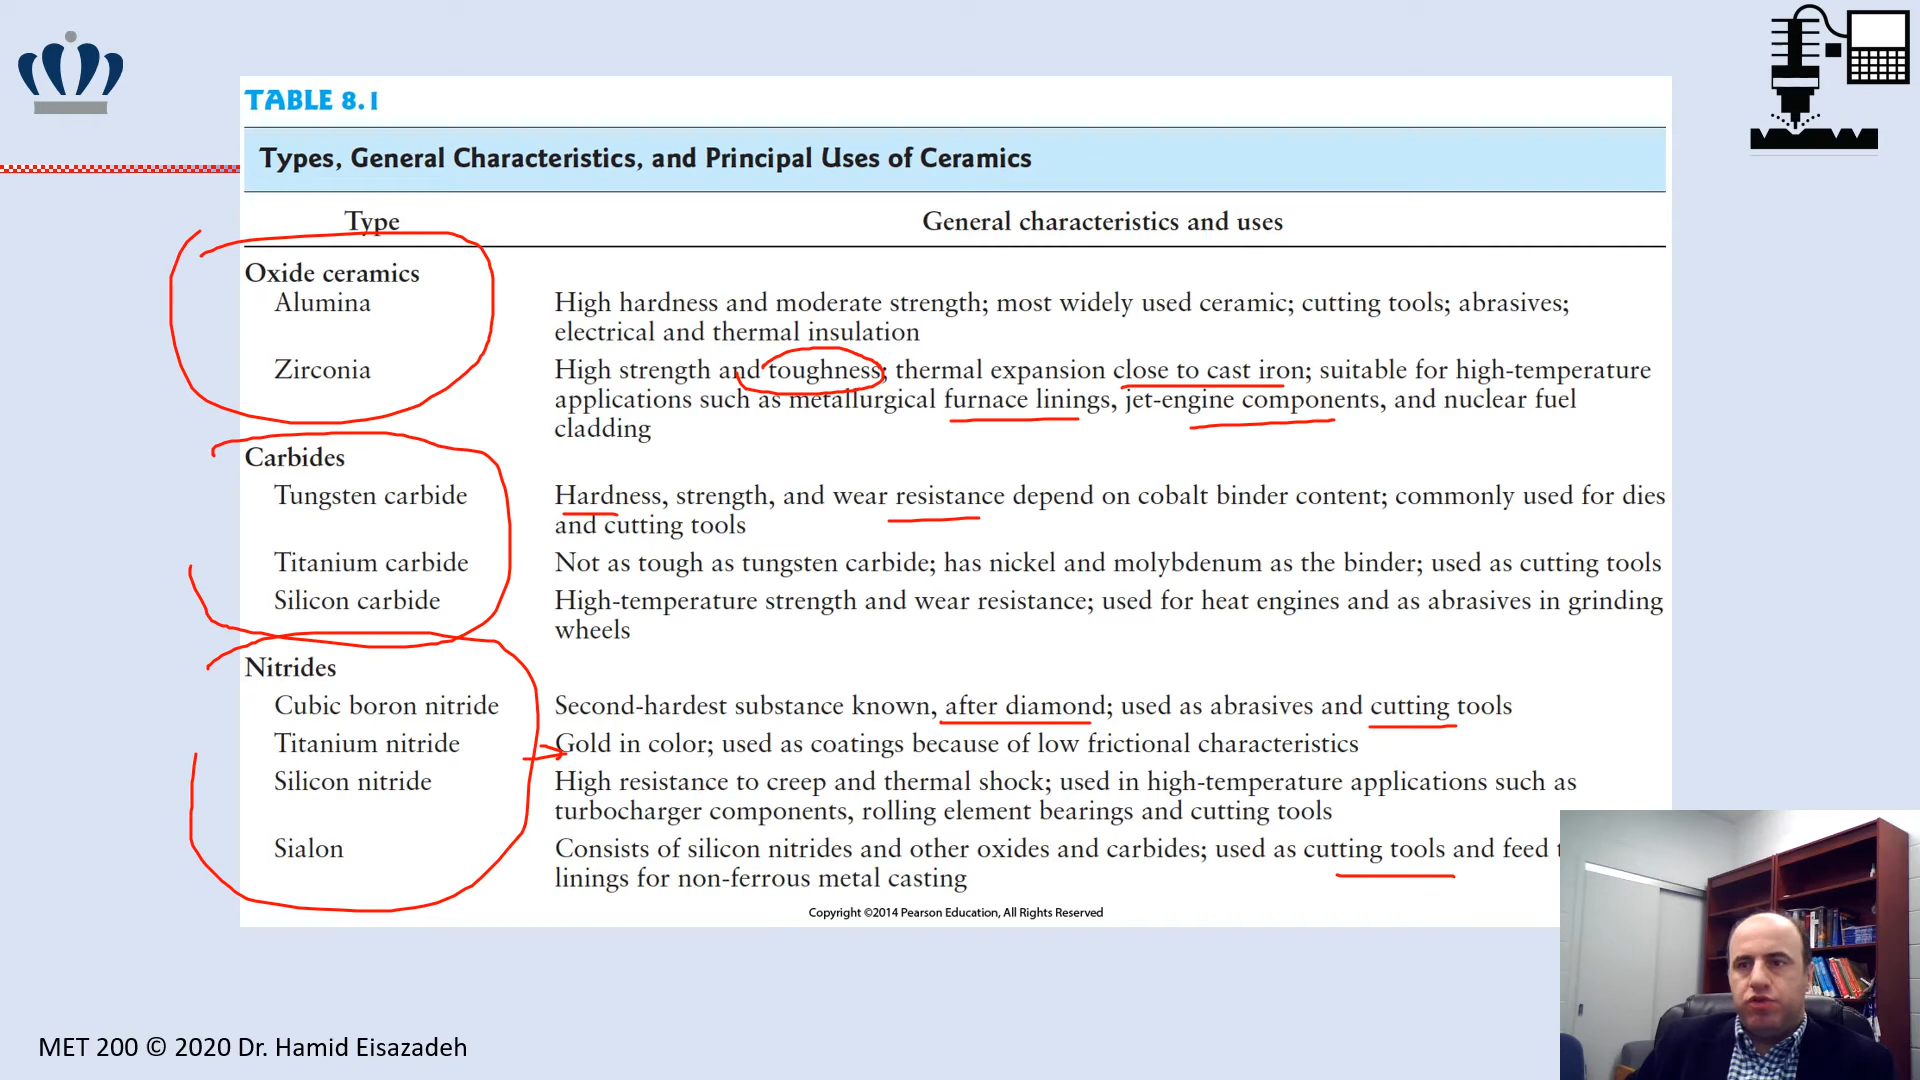 TABLE 8.1
Types, General Characteristics, and Principal Uses of Ceramics
Type General characteristics and uses
Oxide ceramics
Alumina High hardness and moderate strength; most widely used ceramic; cutting tools; abrasives;
electrical and thermal insulation
Zirconia High strength and toughness; thermal expansion close to cast iron; suitable for high-temperature
applications such as metallurgical furnace linings, jet-engine components, and nuclear fuel
cladding
Carbides
Tungsten carbide Hardness, strength, and wear resistance depend on cobalt binder content; commonly used for dies
and cutting tools
Titanium carbide Not as tough as tungsten carbide; has nickel and molybdenum as the binder; used as cutting tools
Silicon carbide High-temperature strength and wear resistance; used for heat engines and as abrasives in grinding
wheels
Nitrides
Cubic boron nitride Second-hardest substance known, after diamond; used as abrasives and cutting tools
Titanium nitride Gold in color; used as coatings because of low frictional characteristics
Silicon nitride High resistance to creep and thermal shock; used in high-temperature applications such as
turbocharger components, rolling element bearings and cutting tools
Sialon Consists of silicon nitrides and other oxides and carbides; used as cutting tools and feed
linings for non-ferrous metal casting
Copyright ©2014 Pearson Education, All Rights Reserved
MET 200 © 2020 Dr. Hamid Eisazadeh